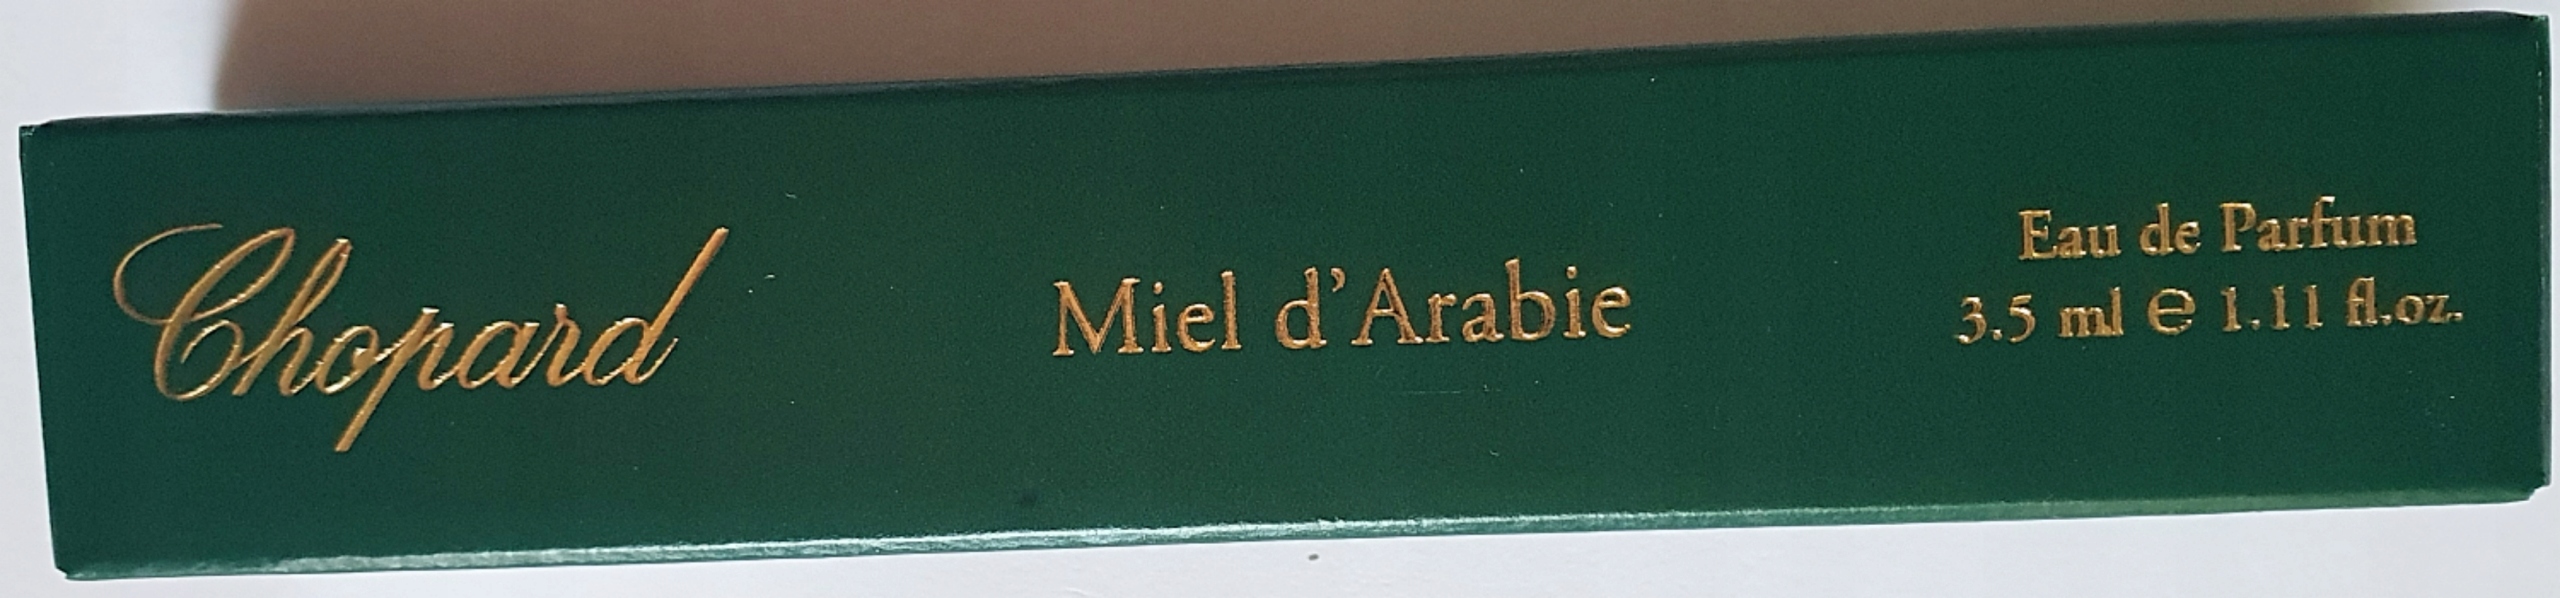 Chopard
Miel d'Arabie
Eau de Parfum
3.5 ml ℮ 1.11 fl.oz.